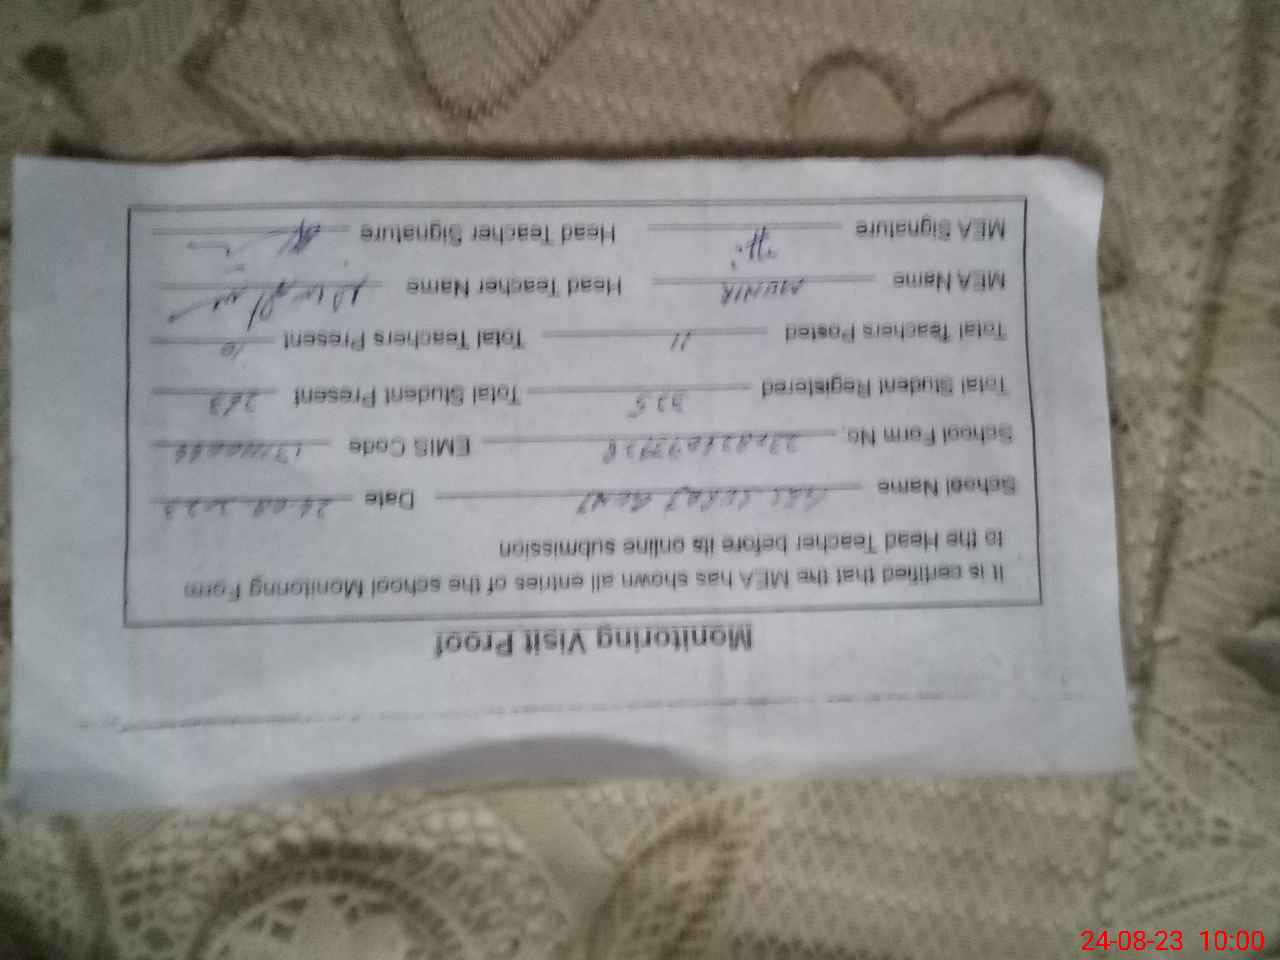 Monitoring Visit Proof
It is certified that the MEA has shown all entries of the school Monitoring Form
to the Head Teacher before its online submission
School Name Date 24-08-2023
School Form No. EMIS Code
Total Student Registered 325 Total Student Present 263
Total Teachers Posted 11 Total Teachers Present 10
MEA Name MUNIR Head Teacher Name
MEA Signature Head Teacher Signature
24-08-23 10:00